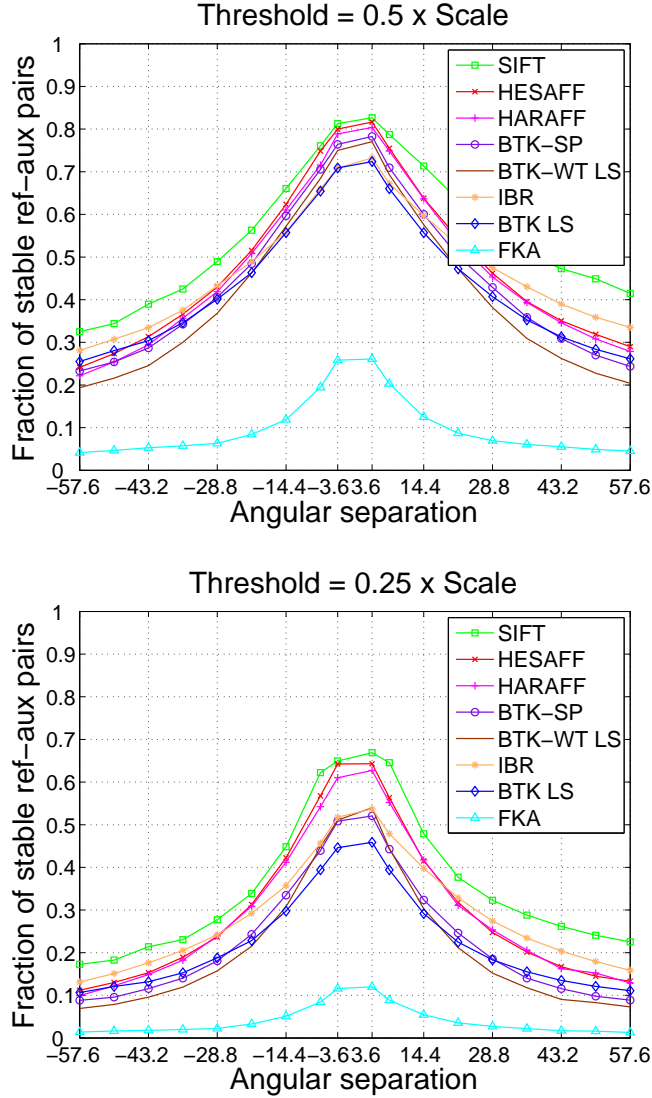 Threshold = 0.5 x Scale
Fraction of stable ref−aux pairs
1
0.9
0.8
0.7
0.6
0.5
0.4
0.3
0.2
0.1
0
SIFT
HESAFF
HARAFF
BTK−SP
BTK−WT LS
IBR
BTK LS
FKA
−57.6 −43.2 −28.8 −14.4 −3.6 3.6 14.4 28.8 43.2 57.6
Angular separation
Threshold = 0.25 x Scale
Fraction of stable ref−aux pairs
1
0.9
0.8
0.7
0.6
0.5
0.4
0.3
0.2
0.1
0
SIFT
HESAFF
HARAFF
BTK−SP
BTK−WT LS
IBR
BTK LS
FKA
−57.6 −43.2 −28.8 −14.4 −3.6 3.6 14.4 28.8 43.2 57.6
Angular separation